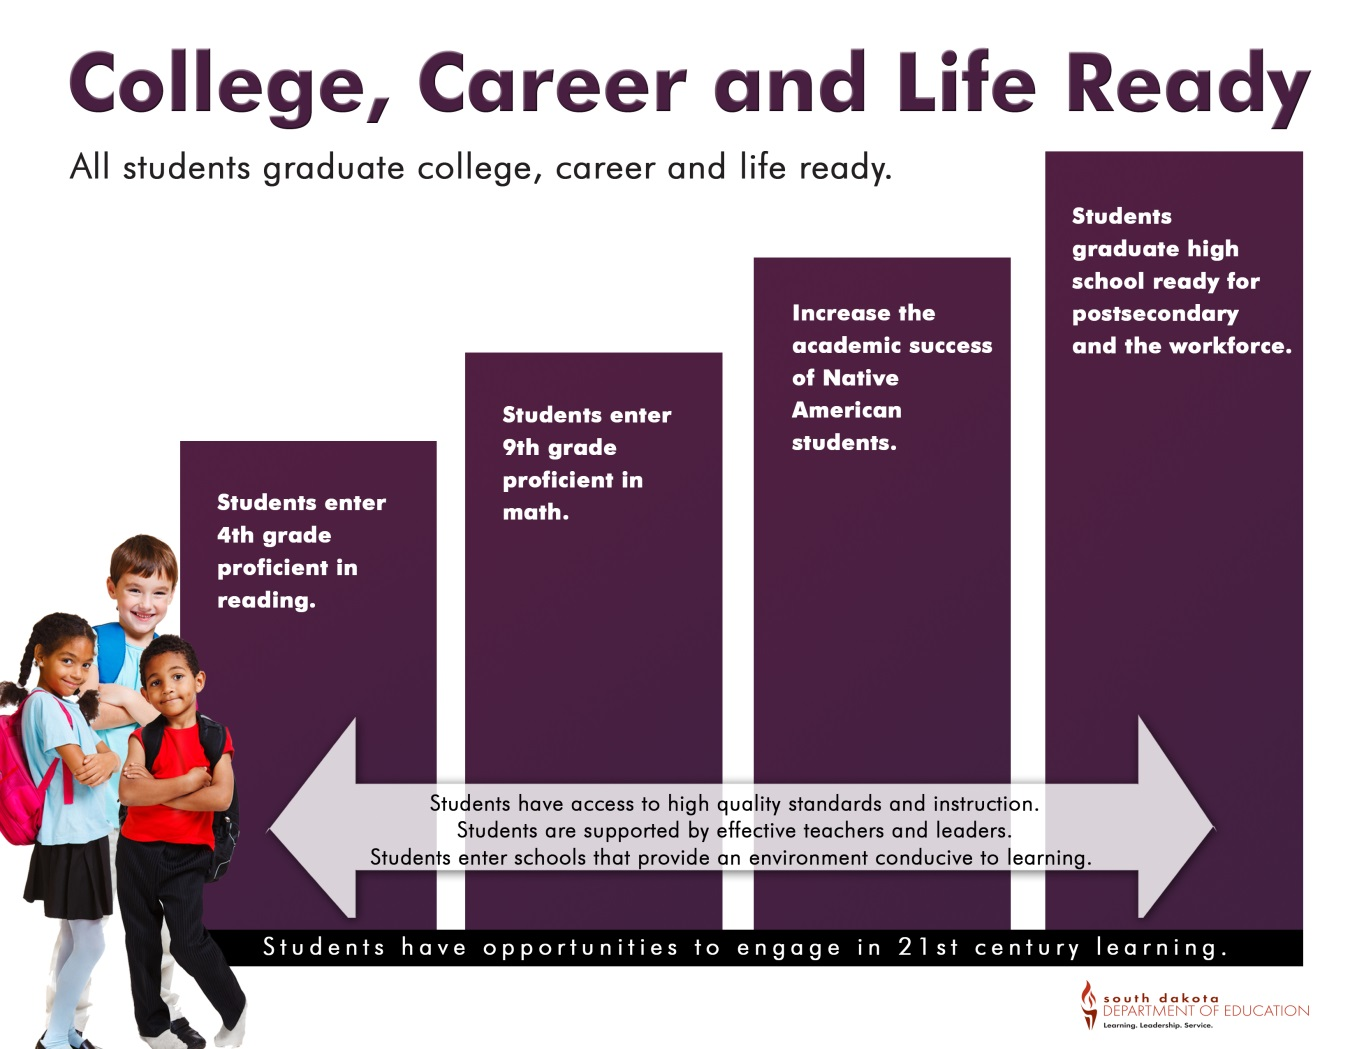 College, Career and Life Ready
All students graduate college, career and life ready.
Students enter
4th grade
proficient in
reading.
Students enter
9th grade
proficient in
math.
Increase the
academic success
of Native
American
students.
Students
graduate high
school ready for
postsecondary
and the workforce.
Students have access to high quality standards and instruction.
Students are supported by effective teachers and leaders.
Students enter schools that provide an environment conducive to learning.
Students have opportunities to engage in 21st century learning.
south dakota
DEPARTMENT OF EDUCATION
Learning. Leadership. Service.